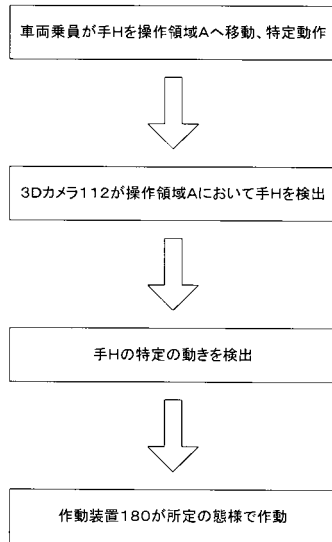 車両乗員が手Hを操作領域Aへ移動、特定動作
3Dカメラ112が操作領域Aにおいて手Hを検出
手Hの特定の動きを検出
作動装置180が所定の態様で作動